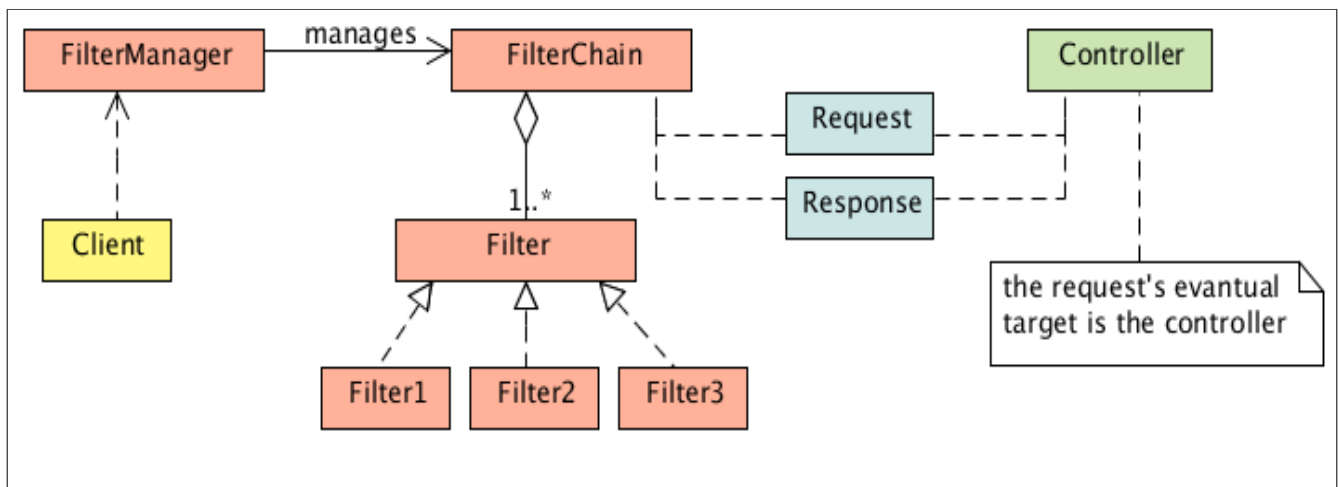 manages
FilterManager
FilterChain
Controller
Request
Response
1..*
Client
Filter
the request's evantual
target is the controller
Filter1
Filter2
Filter3